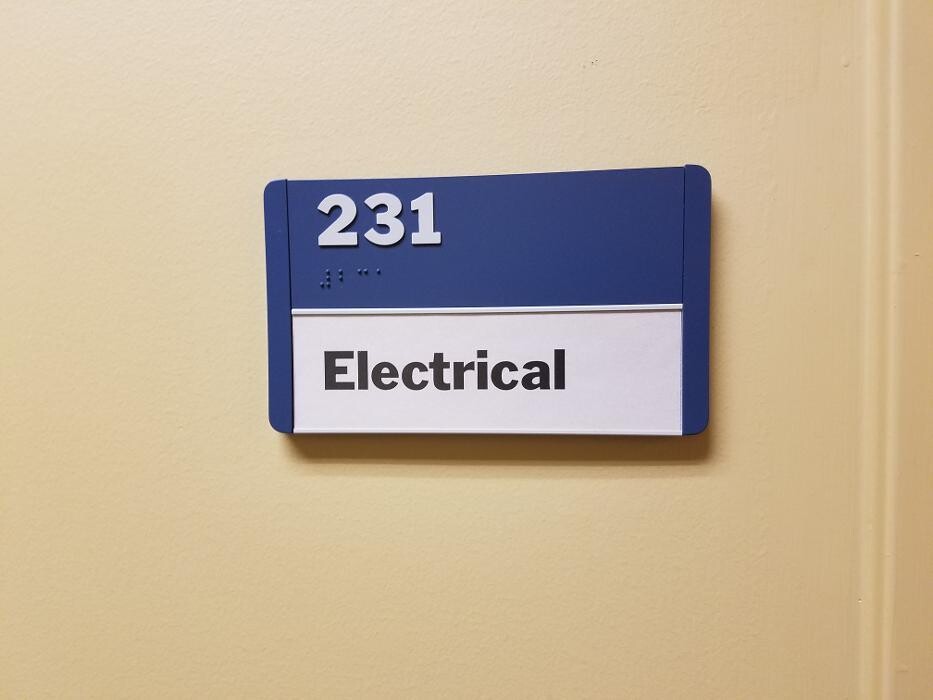 231
⠼⠃⠉⠁
Electrical